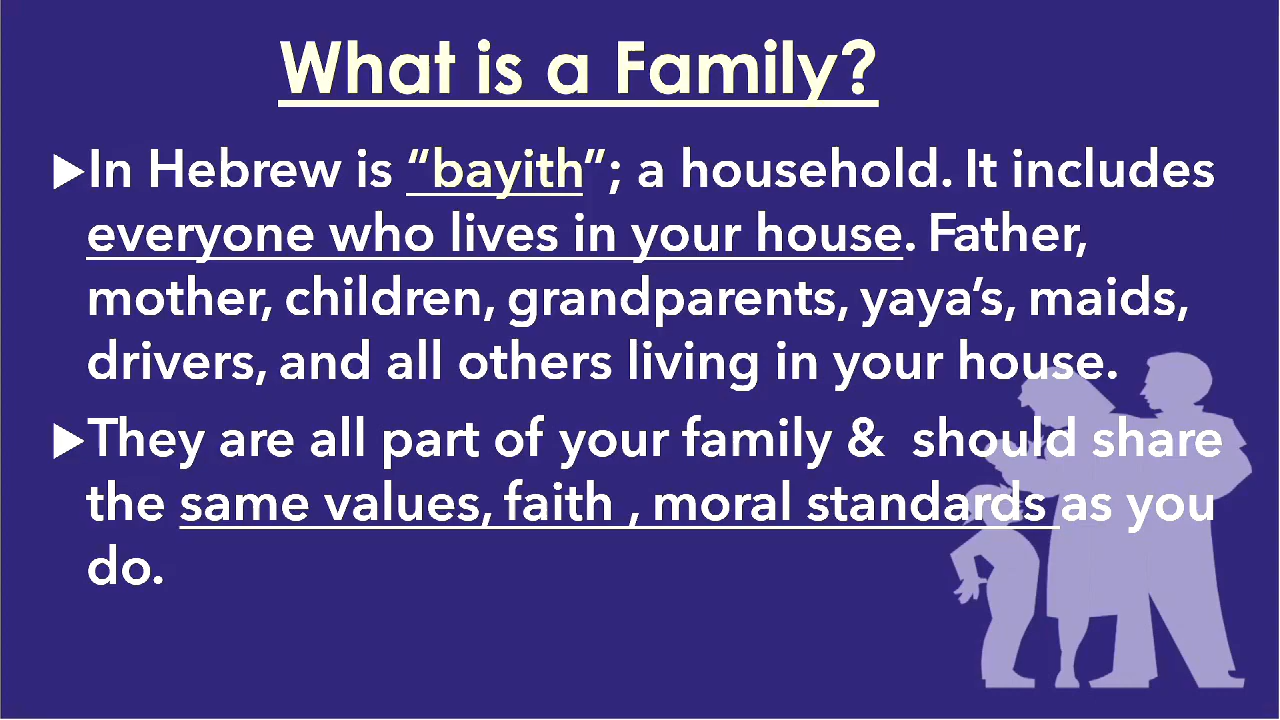 What is a Family?
▶In Hebrew is “bayith”; a household. It includes
everyone who lives in your house. Father,
mother, children, grandparents, yaya’s, maids,
drivers, and all others living in your house.
▶They are all part of your family &  should share
the same values, faith , moral standards as you
do.